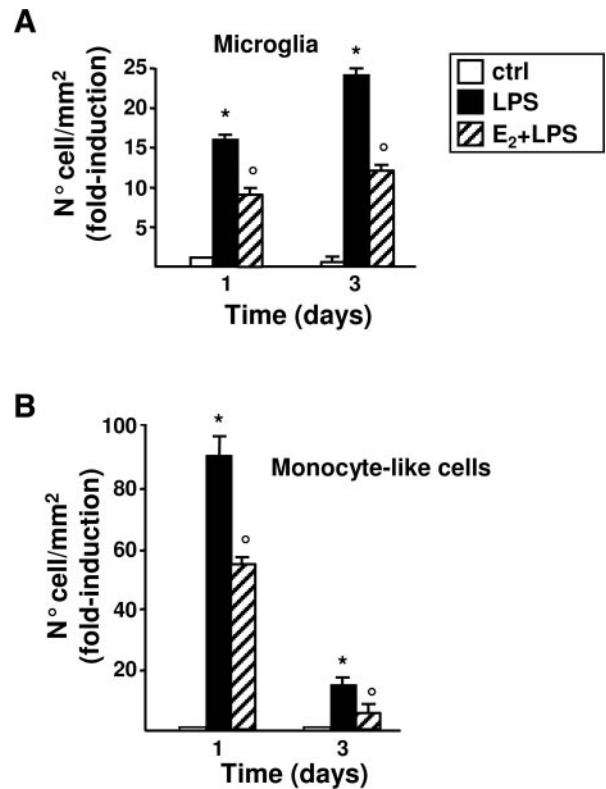 A
Microglia
N° cell/mm²
(fold-induction)
25
20
15
10
5
*
°
*
°
1
3
Time (days)
ctrl
LPS
E₂+LPS
B
Monocyte-like cells
N° cell/mm²
(fold-induction)
100
80
60
40
20
*
°
*
°
1
3
Time (days)